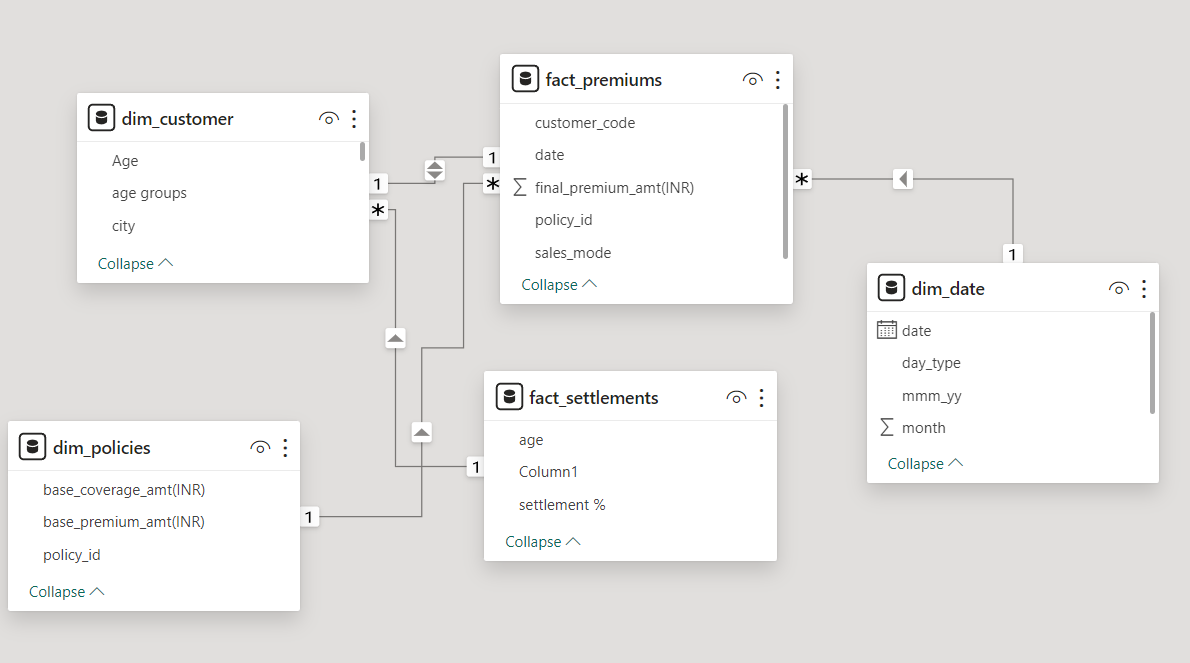 dim_customer
Age
age groups
city
Collapse
1
*
fact_premiums
customer_code
date
final_premium_amt(INR)
policy_id
sales_mode
Collapse
1
*
*
1
dim_date
date
day_type
mmm_yy
month
Collapse
fact_settlements
age
Column1
settlement %
Collapse
1
dim_policies
base_coverage_amt(INR)
base_premium_amt(INR)
policy_id
Collapse
1